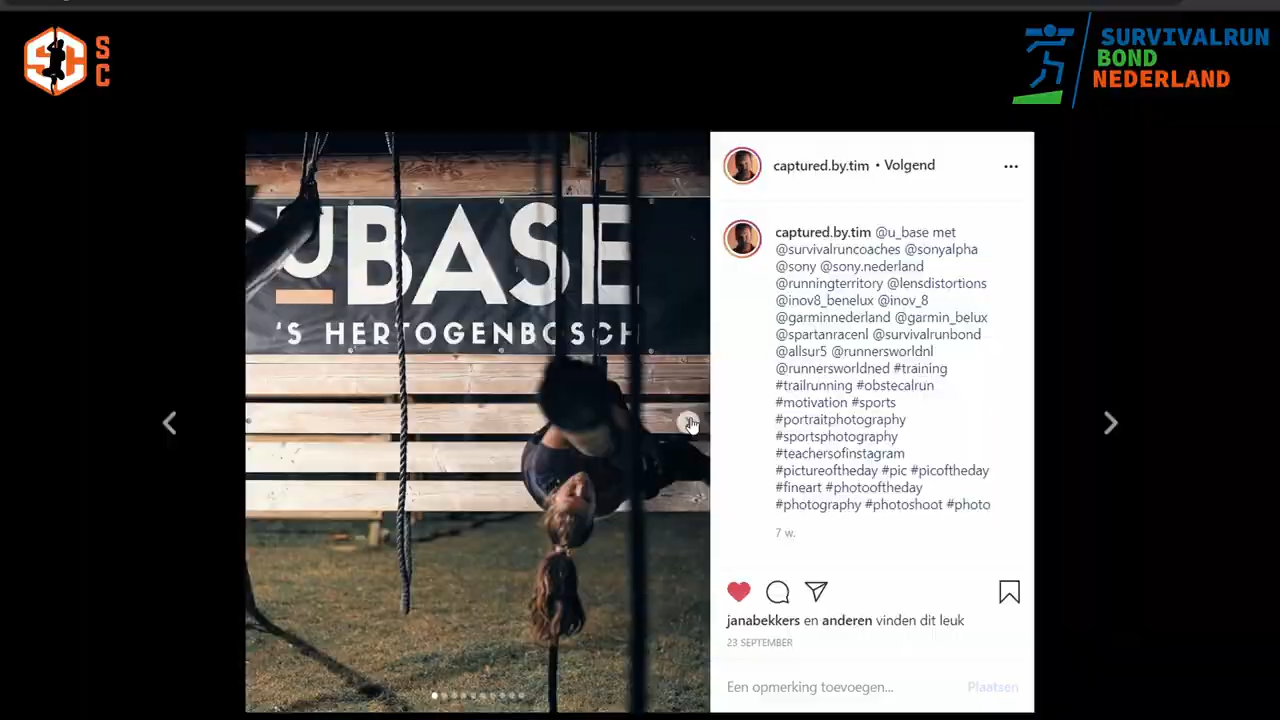 S
C
SURVIVALRUN
BOND
NEDERLAND
UBASE
'S HERTOGENBOSCH
captured.by.tim • Volgend
captured.by.tim @u_base met
@survivalruncoaches @sonyalpha
@sony @sony.nederland
@runningterritory @lensdistortions
@inov8_benelux @inov_8
@garminnederland @garmin_belux
@spartanracenl @survivalrunbond
@allsur5 @runnersworldnl
@runnersworldned #training
#trailrunning #obstecalrun
#motivation #sports
#portraitphotography
#sportsphotography
#teachersofinstagram
#pictureoftheday #pic #picoftheday
#fineart #photooftheday
#photography #photoshoot #photo
7 w.
janabekkers en anderen vinden dit leuk
23 SEPTEMBER
Een opmerking toevoegen...
Plaatsen